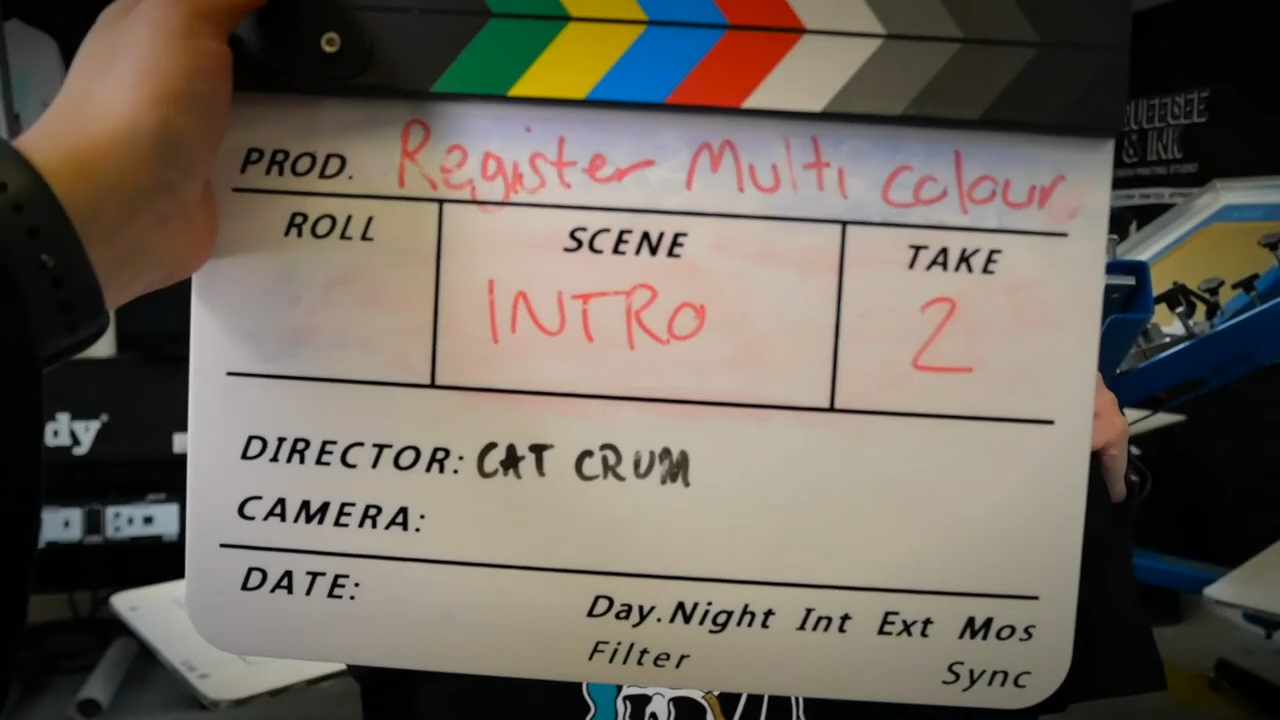 PROD. Register Multi colour
ROLL
SCENE
TAKE
INTRO
2
DIRECTOR: CAT CRUM
CAMERA:
DATE:
Day.Night Int Ext Mos
Filter
Sync
& INK
dy